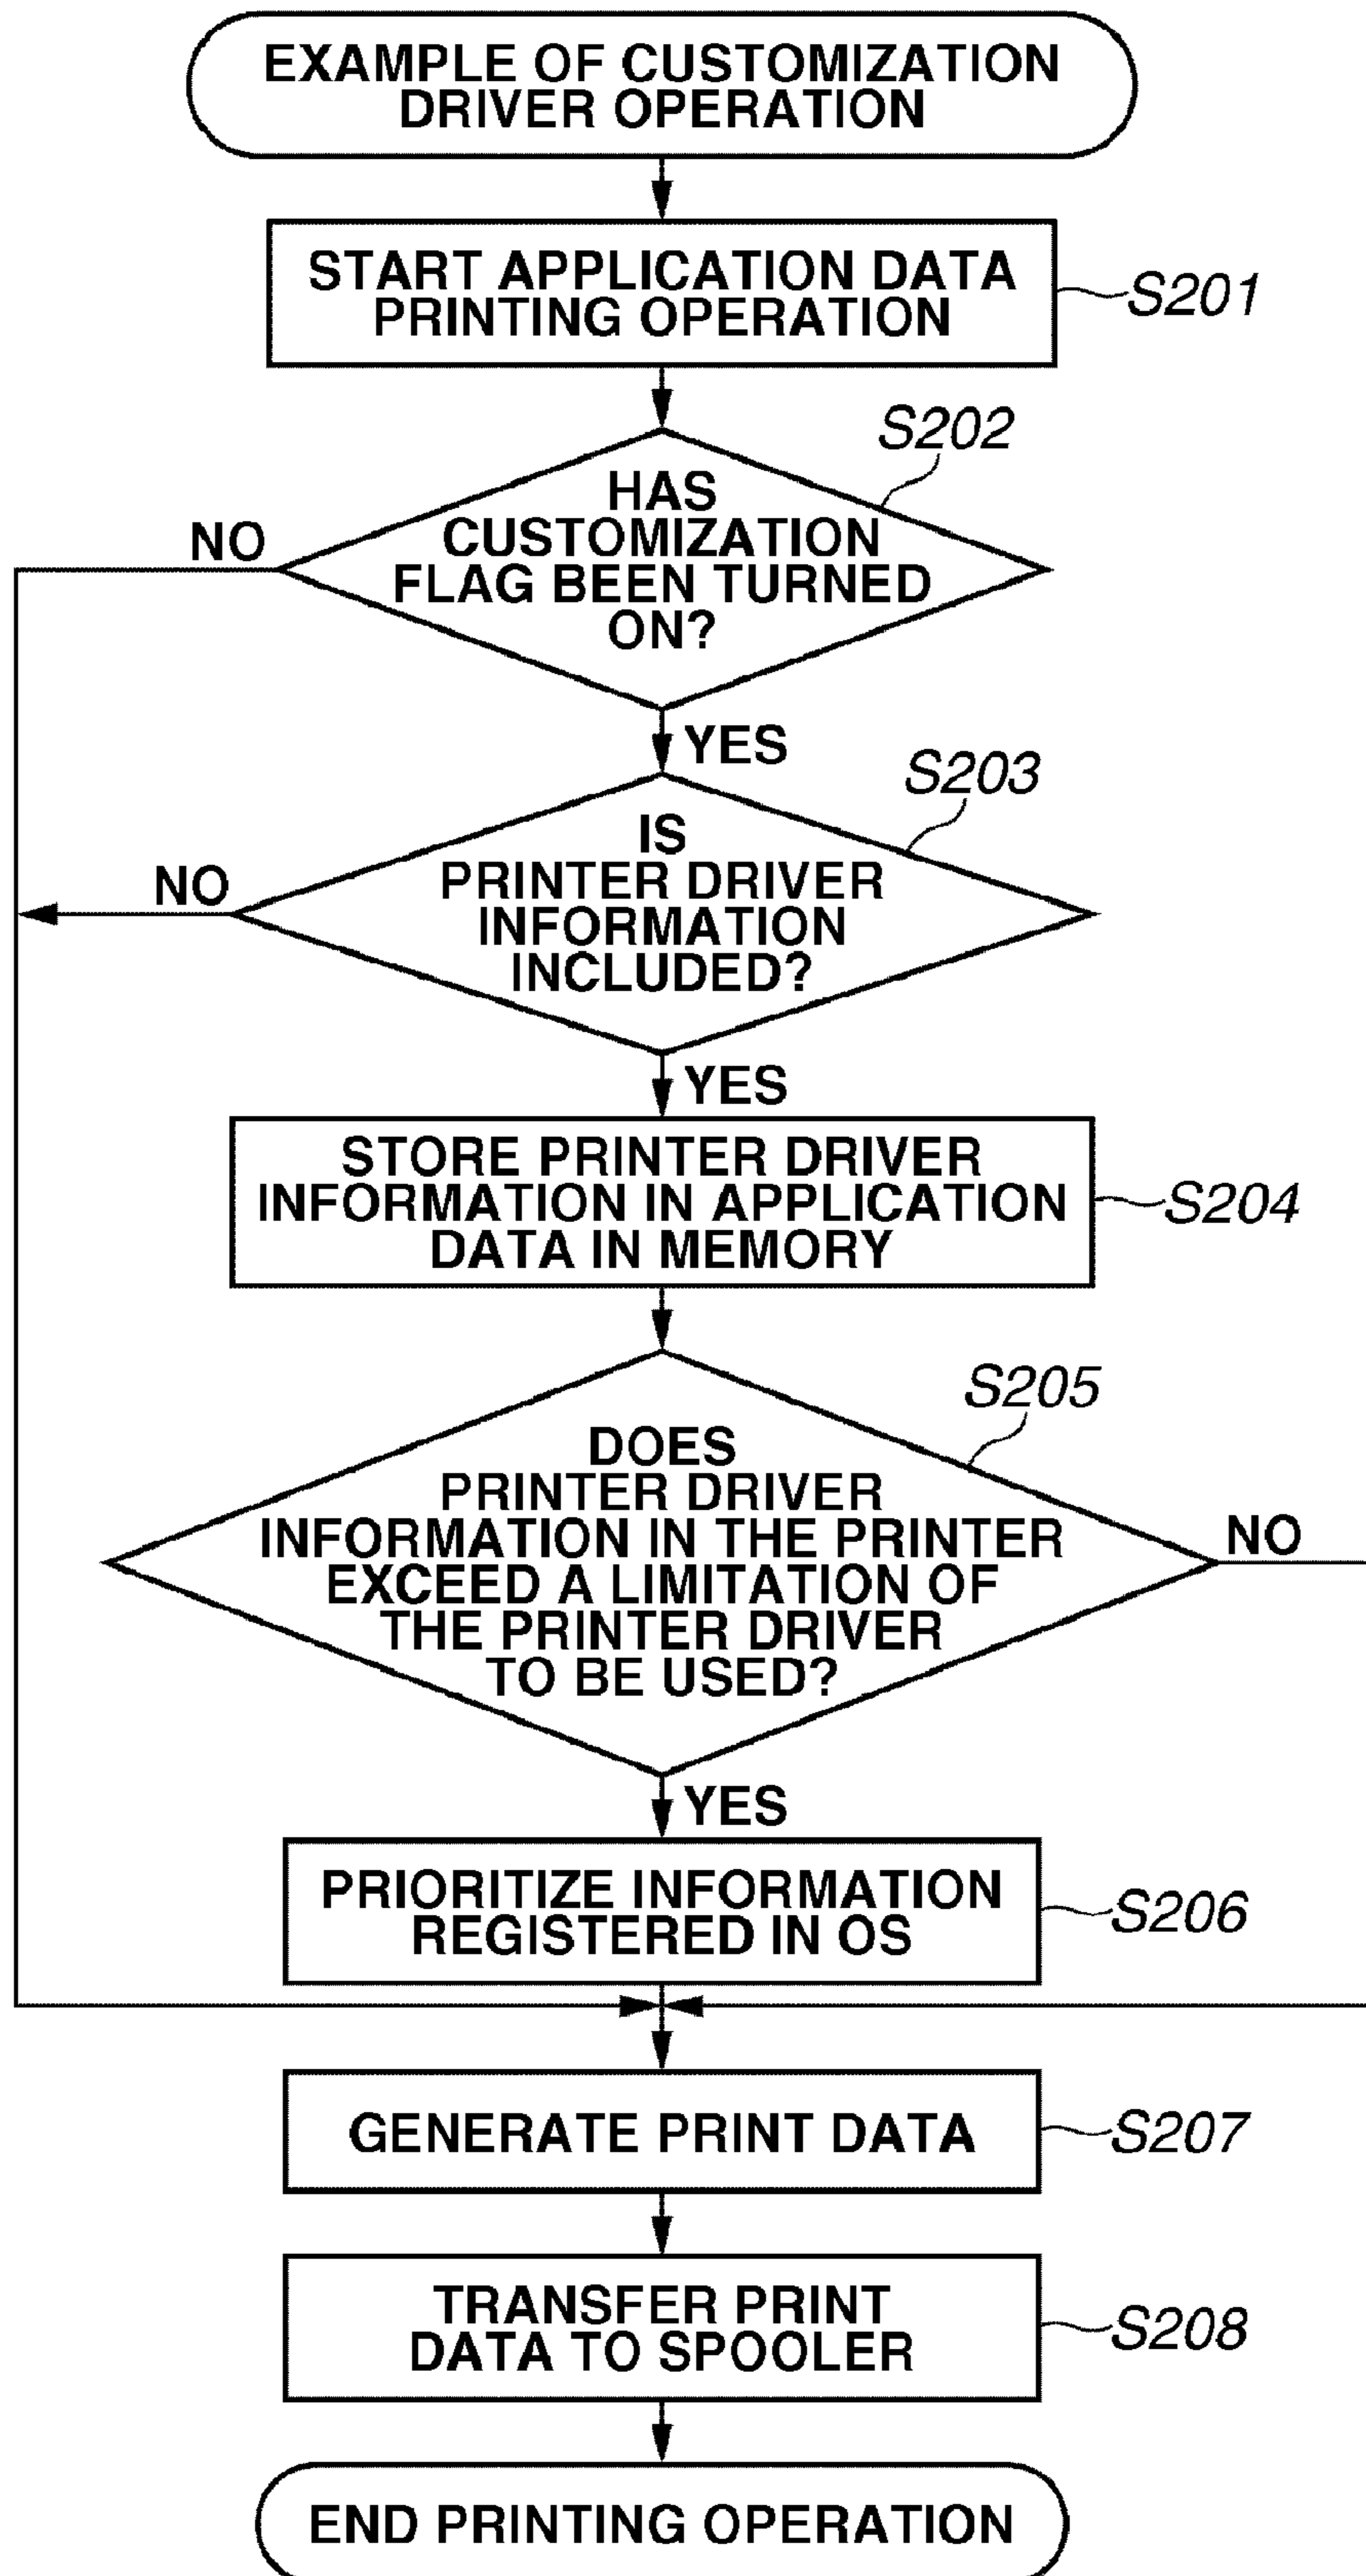 EXAMPLE OF CUSTOMIZATION
DRIVER OPERATION
START APPLICATION DATA
PRINTING OPERATION
S201
S202
HAS
CUSTOMIZATION
FLAG BEEN TURNED
ON?
NO
YES
S203
IS
PRINTER DRIVER
INFORMATION
INCLUDED?
NO
YES
STORE PRINTER DRIVER
INFORMATION IN APPLICATION
DATA IN MEMORY
S204
S205
DOES
PRINTER DRIVER
INFORMATION IN THE PRINTER
EXCEED A LIMITATION OF
THE PRINTER DRIVER
TO BE USED?
NO
YES
PRIORITIZE INFORMATION
REGISTERED IN OS
S206
GENERATE PRINT DATA
S207
TRANSFER PRINT
DATA TO SPOOLER
S208
END PRINTING OPERATION